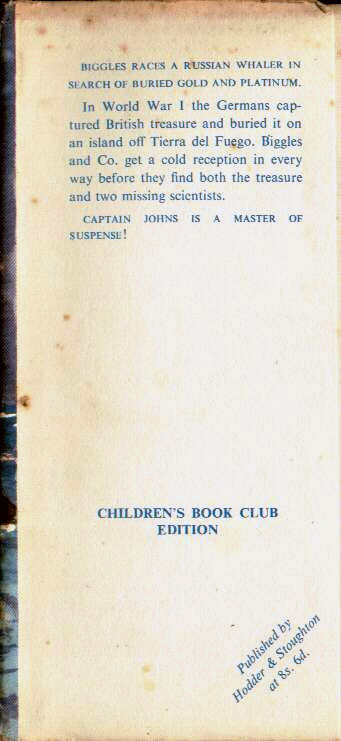 BIGGLES RACES A RUSSIAN WHALER IN
SEARCH OF BURIED GOLD AND PLATINUM.
In World War I the Germans cap-
tured British treasure and buried it on
an island off Tierra del Fuego. Biggles
and Co. get a cold reception in every
way before they find both the treasure
and two missing scientists.
CAPTAIN JOHNS IS A MASTER OF
SUSPENSE!
CHILDREN'S BOOK CLUB
EDITION
Published by
Hodder & Stoughton
at 8s. 6d.